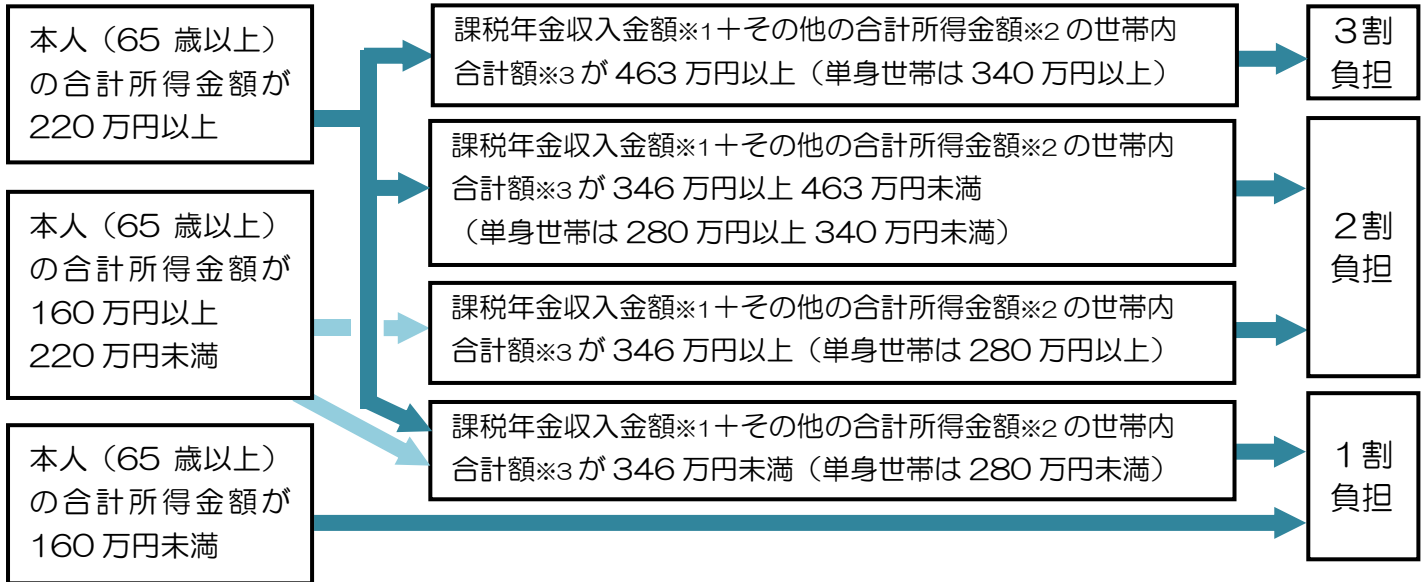 本人（65 歳以上）
の合計所得金額が
220 万円以上
課税年金収入金額※1＋その他の合計所得金額※2 の世帯内
合計額※3 が 463 万円以上（単身世帯は 340 万円以上）
3割
負担
課税年金収入金額※1＋その他の合計所得金額※2 の世帯内
合計額※3 が 346 万円以上 463 万円未満
（単身世帯は 280 万円以上 340 万円未満）
2割
負担
本人（65 歳以上）
の合計所得金額が
160 万円以上
220 万円未満
課税年金収入金額※1＋その他の合計所得金額※2 の世帯内
合計額※3 が 346 万円以上（単身世帯は 280 万円以上）
課税年金収入金額※1＋その他の合計所得金額※2 の世帯内
合計額※3 が 346 万円未満（単身世帯は 280 万円未満）
1割
負担
本人（65 歳以上）
の合計所得金額が
160 万円未満